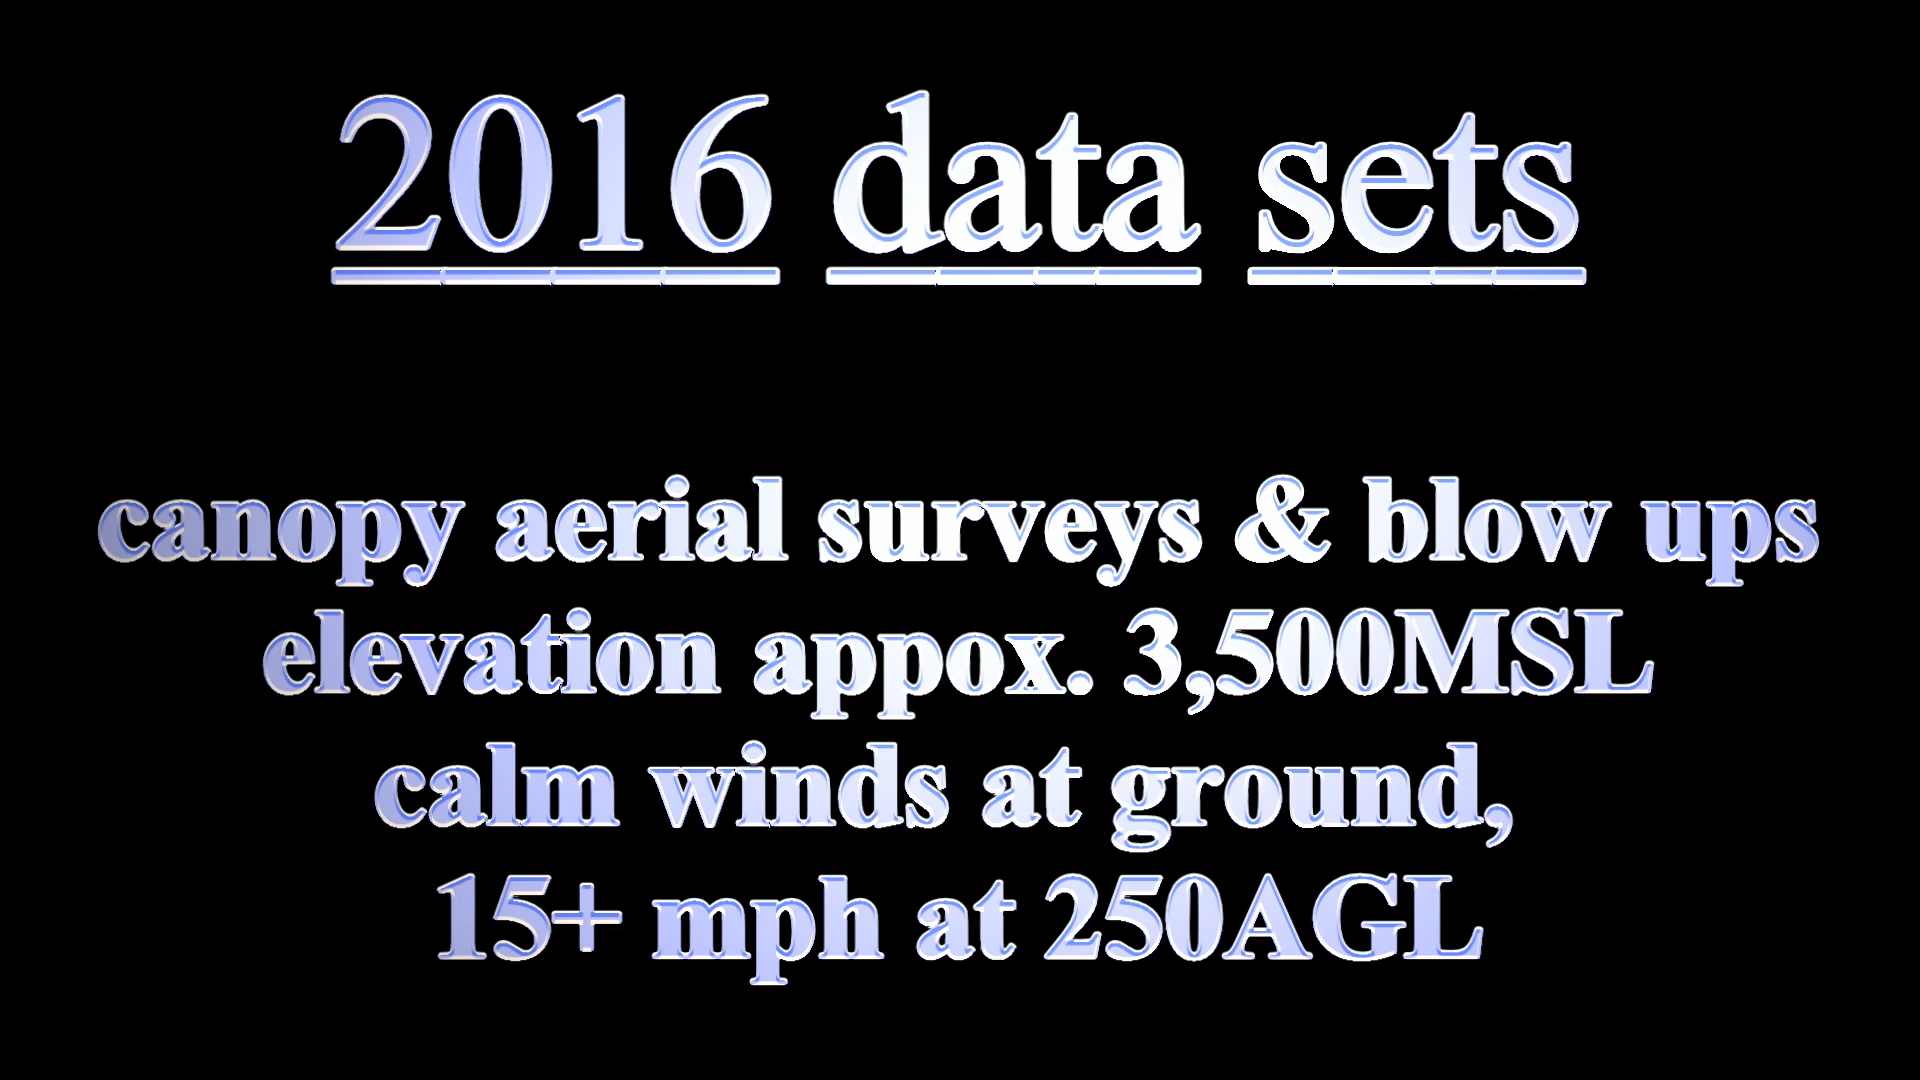 2016 data sets
canopy aerial surveys & blow ups
elevation appox. 3,500MSL
calm winds at ground,
15+ mph at 250AGL